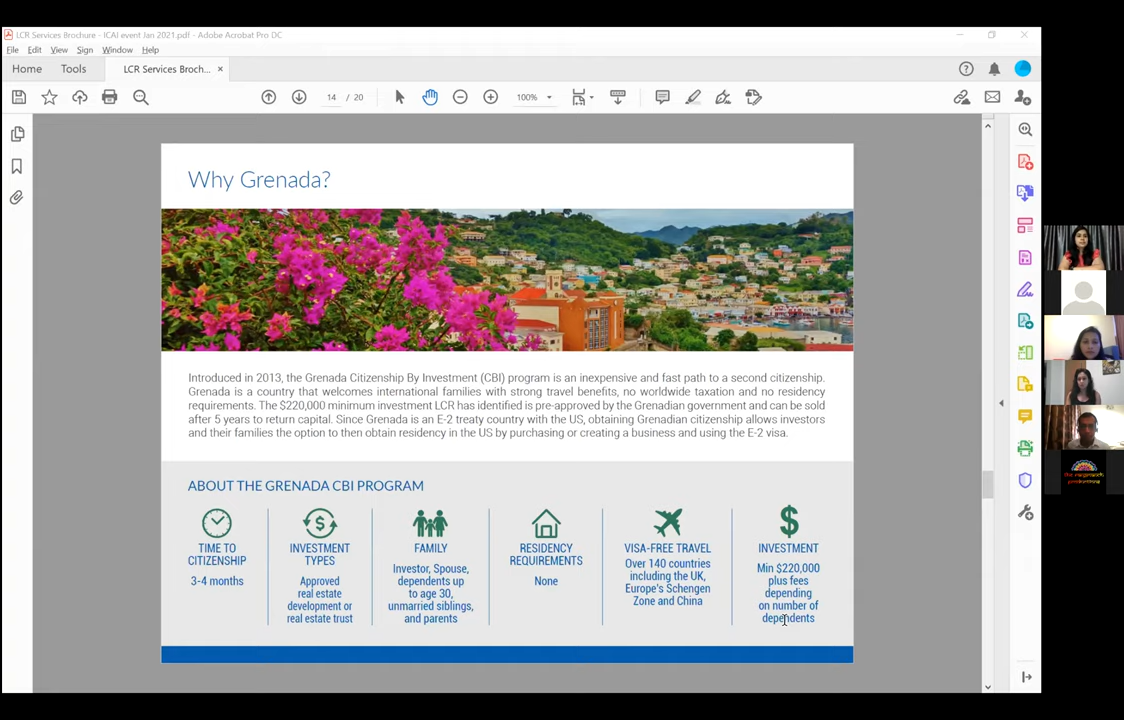 LCR Services Brochure - ICAI event Jan 2021.pdf - Adobe Acrobat Pro DC
File Edit View Sign Window Help
Home Tools LCR Services Broch... ×
14 / 20 100%
Why Grenada?
Introduced in 2013, the Grenada Citizenship By Investment (CBI) program is an inexpensive and fast path to a second citizenship.
Grenada is a country that welcomes international families with strong travel benefits, no worldwide taxation and no residency
requirements. The $220,000 minimum investment LCR has identified is pre-approved by the Grenadian government and can be sold
after 5 years to return capital. Since Grenada is an E-2 treaty country with the US, obtaining Grenadian citizenship allows investors
and their families the option to then obtain residency in the US by purchasing or creating a business and using the E-2 visa.
ABOUT THE GRENADA CBI PROGRAM
TIME TO
CITIZENSHIP
3-4 months
INVESTMENT
TYPES
Approved
real estate
development or
real estate trust
FAMILY
Investor, Spouse,
dependents up
to age 30,
unmarried siblings,
and parents
RESIDENCY
REQUIREMENTS
None
VISA-FREE TRAVEL
Over 140 countries
including the UK,
Europe's Schengen
Zone and China
$
INVESTMENT
Min $220,000
plus fees
depending
on number of
dependents